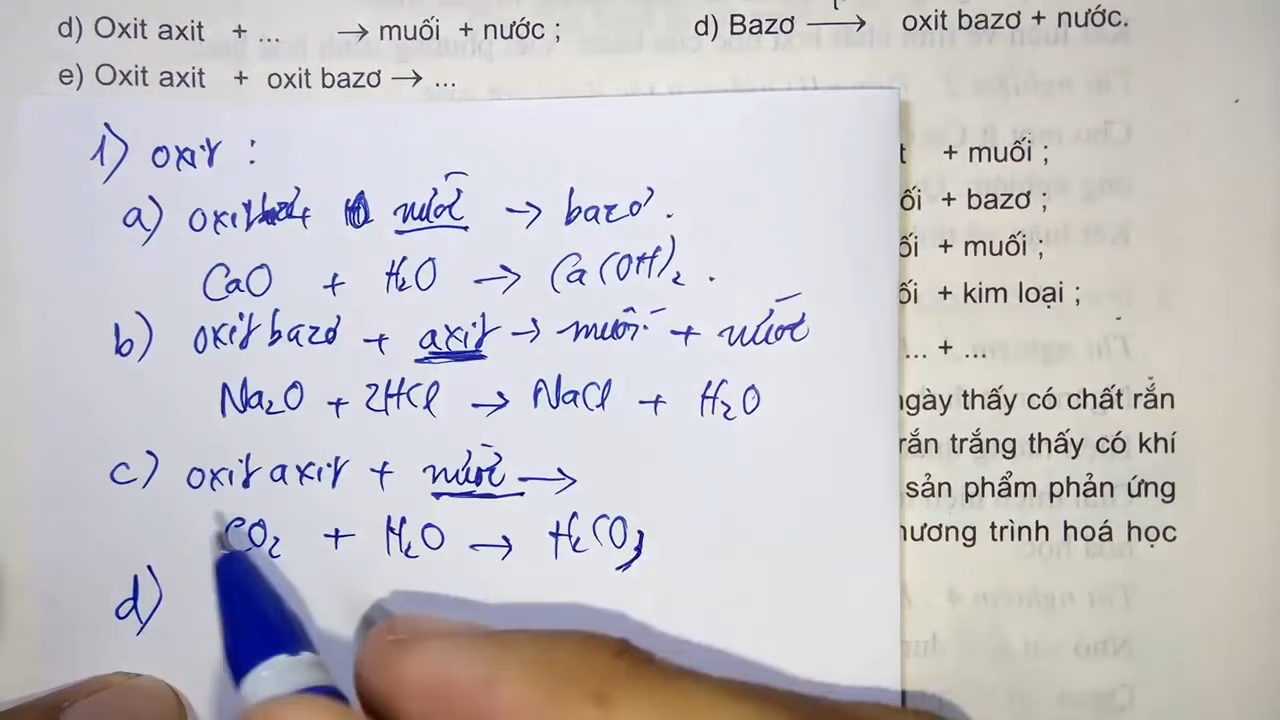 d) Oxit axit + ... → muối + nước ;
d) Bazơ → oxit bazơ + nước.
e) Oxit axit + oxit bazơ → ...
+ muối ;
ối + bazơ ;
ối + muối ;
ối + kim loại ;
... + ...
ngày thấy có chất rắn
rắn trắng thấy có khí
sản phẩm phản ứng
hương trình hoá học
1) oxit :
a) oxit bazơ + nước → bazơ.
CaO + H₂O → Ca(OH)₂.
b) oxit bazơ + axit → muối + nước
Na₂O + 2HCl → NaCl + H₂O
c) oxit axit + nước →
CO₂ + H₂O → H₂CO₃
d)